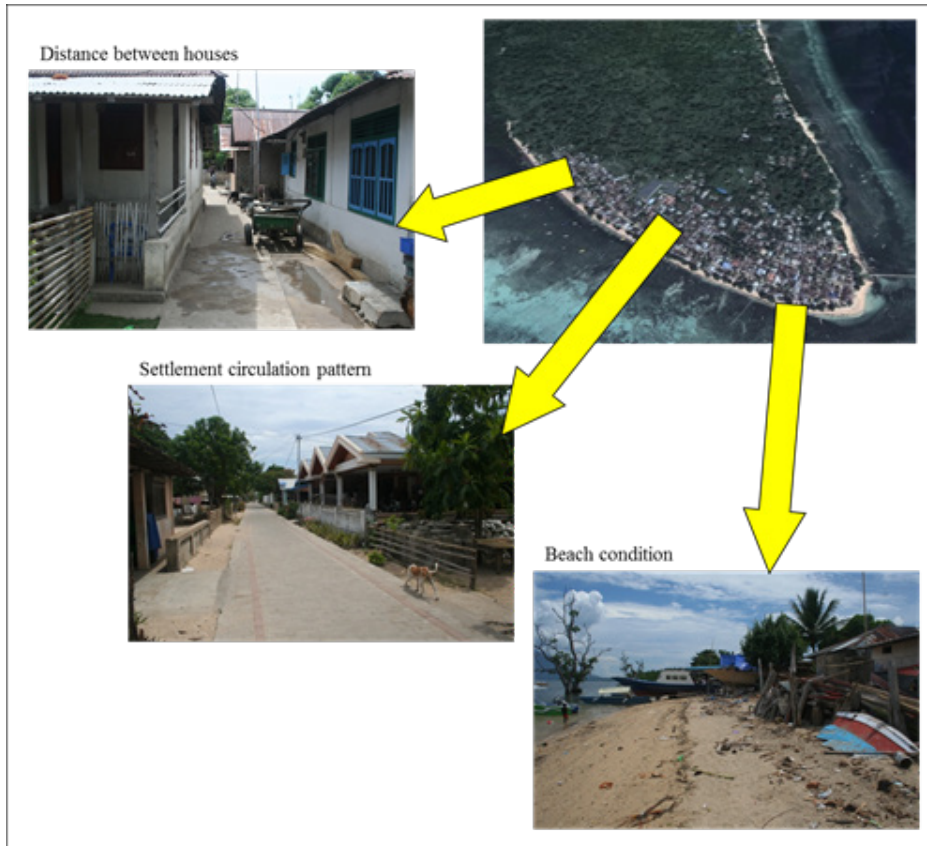 Distance between houses
Settlement circulation pattern
Beach condition